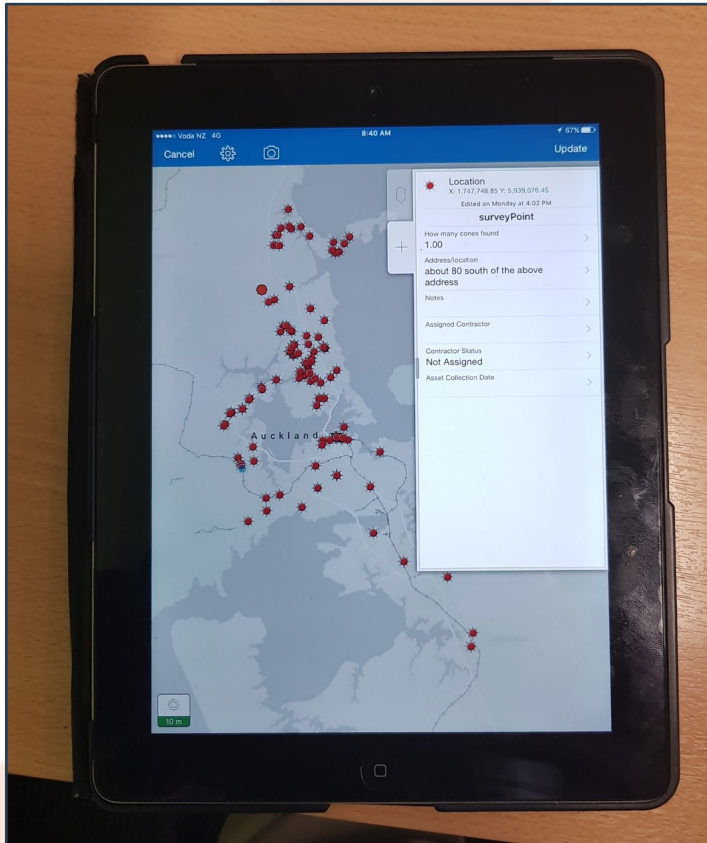 Voda NZ 4G
8:40 AM
67%
Cancel
Update
Location
X: 1,747,748.85 Y: 5,939,076.45
Edited on Monday at 4:02 PM
surveyPoint
How many cones found
1.00
Address/location
about 80 south of the above
address
Notes
Assigned Contractor
Contractor Status
Not Assigned
Asset Collection Date
Auckland
10 m